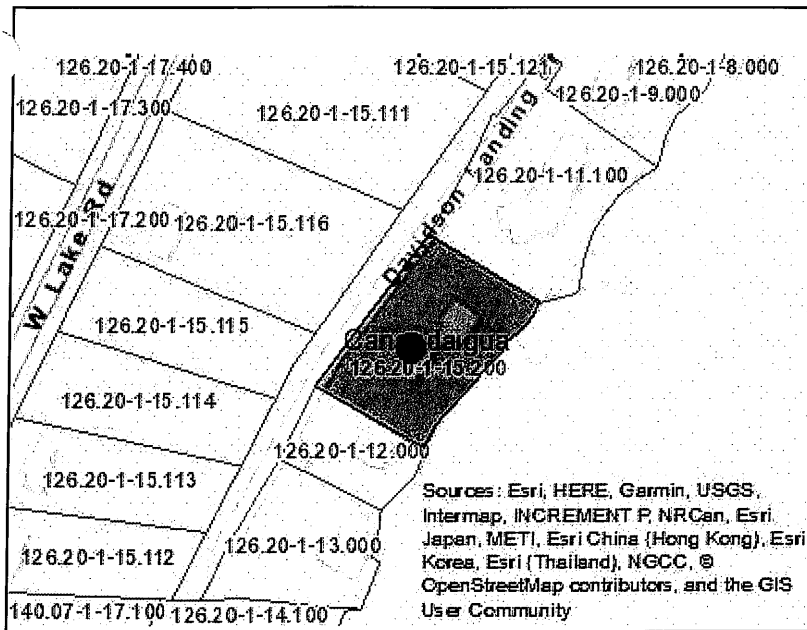 126.20-1-17.400
126.20-1-15.121
126.20-1-8.000
126.20-1-17.300
126.20-1-15.111
126.20-1-9.000
Davidson Landing
126.20-1-11.100
126.20-1-17.200
126.20-1-15.116
W Lake Rd
126.20-1-15.115
Canandaigua
126.20-1-15.200
126.20-1-15.114
126.20-1-12.000
126.20-1-15.113
126.20-1-13.000
126.20-1-15.112
140.07-1-17.100
126.20-1-14.100
Sources: Esri, HERE, Garmin, USGS,
Intermap, INCREMENT P, NRCan, Esri
Japan, METI, Esri China (Hong Kong), Esri
Korea, Esri (Thailand), NGCC, ©
OpenStreetMap contributors, and the GIS
User Community